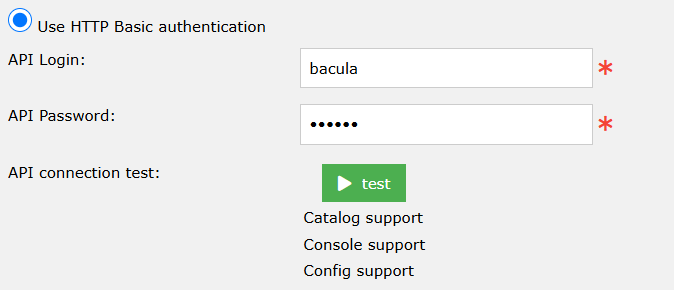 Use HTTP Basic authentication
API Login:
bacula *
API Password:
•••••• *
API connection test:
test
Catalog support
Console support
Config support